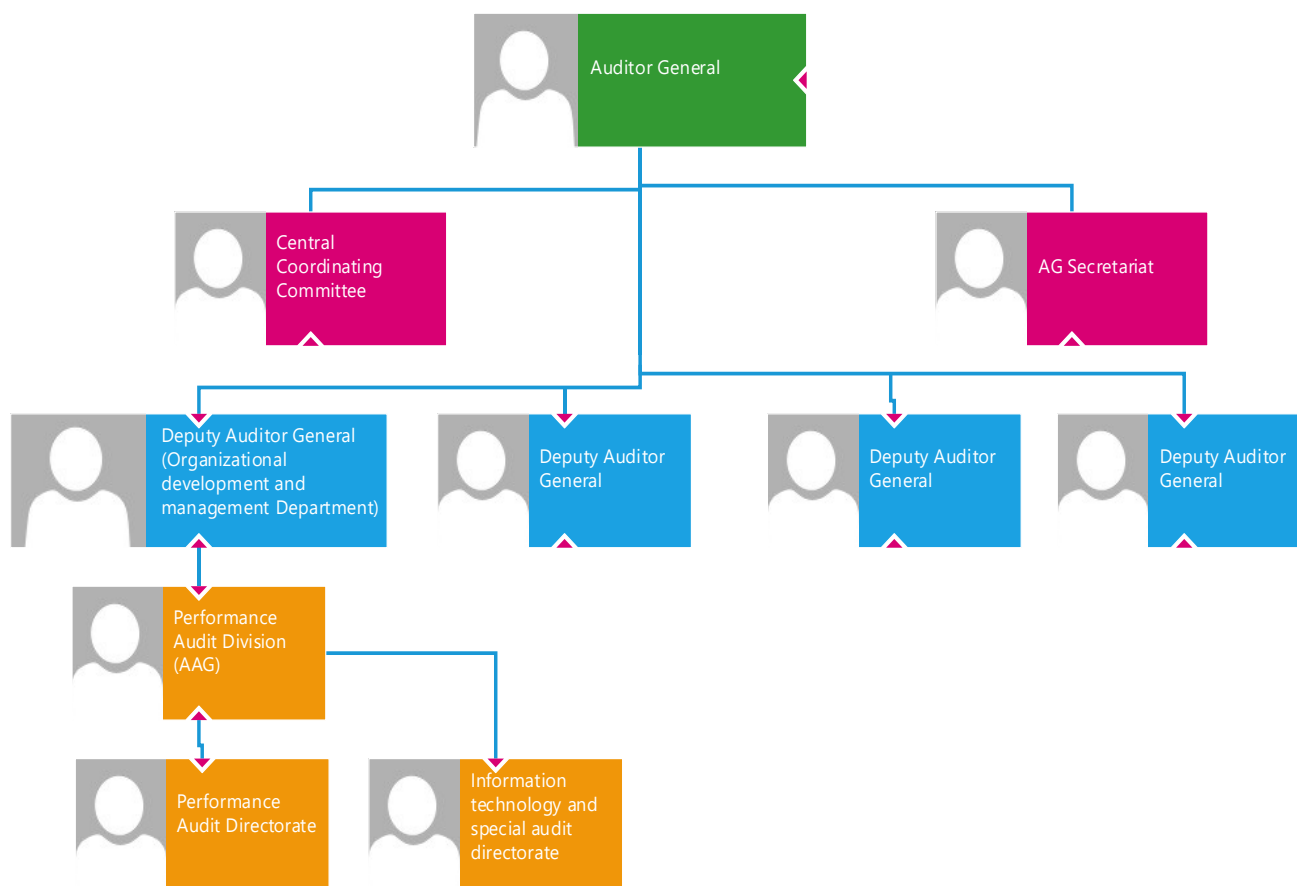 Auditor General
Central
Coordinating
Committee
AG Secretariat
Deputy Auditor General
(Organizational
development and
management Department)
Deputy Auditor
General
Deputy Auditor
General
Deputy Auditor
General
Performance
Audit Division
(AAG)
Performance
Audit Directorate
Information
technology and
special audit
directorate